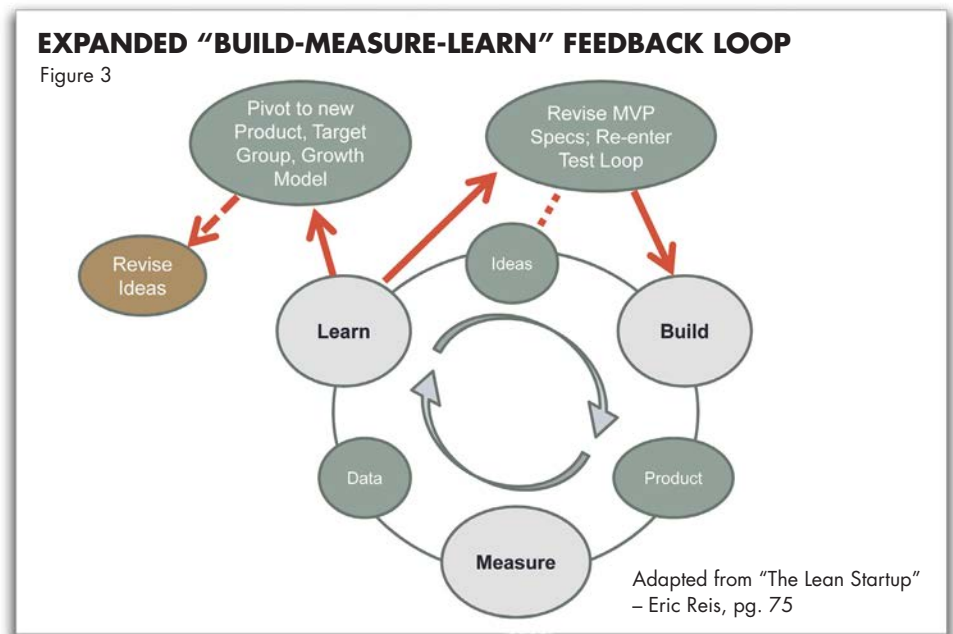 EXPANDED “BUILD-MEASURE-LEARN” FEEDBACK LOOP
Figure 3
Pivot to new
Product, Target
Group, Growth
Model
Revise MVP
Specs; Re-enter
Test Loop
Revise
Ideas
Ideas
Learn
Build
Data
Product
Measure
Adapted from “The Lean Startup”
– Eric Reis, pg. 75